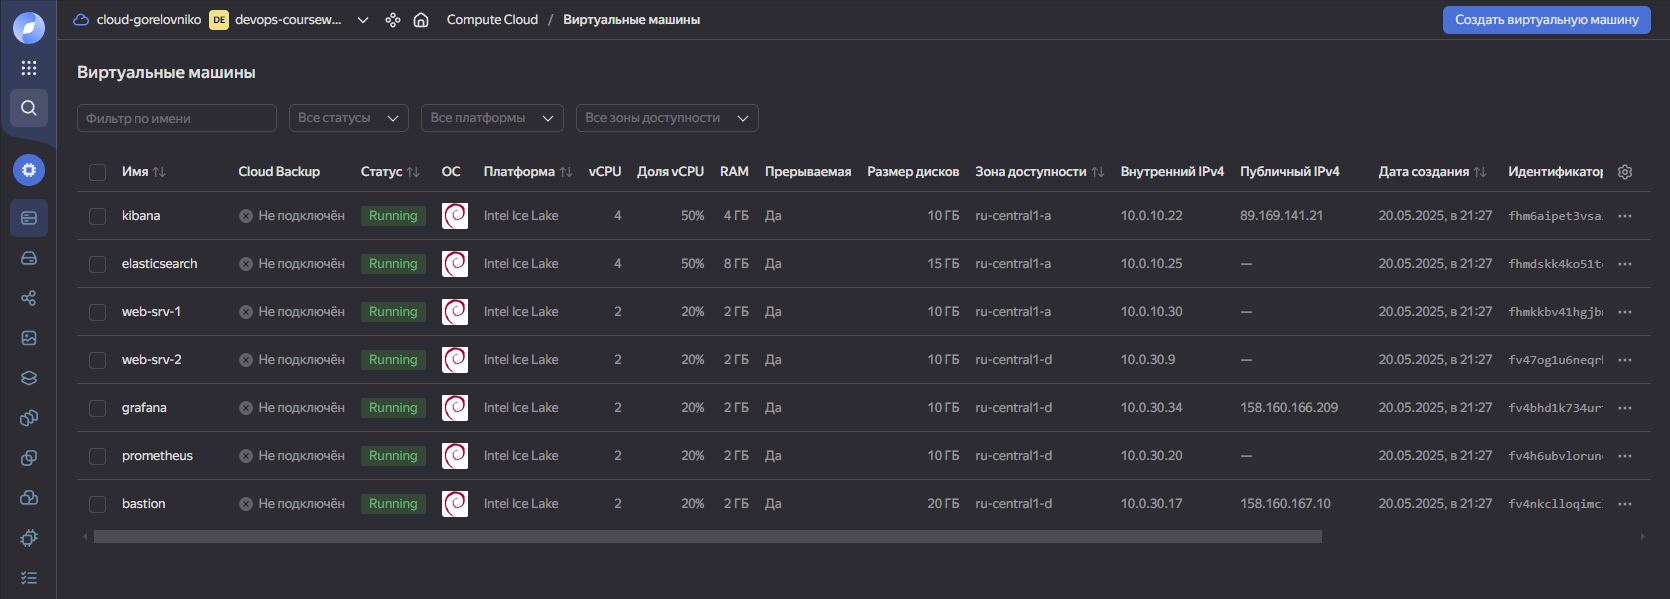 cloud-gorelovniko DE devops-coursew... Compute Cloud / Виртуальные машины Создать виртуальную машину
Виртуальные машины
Фильтр по имени Все статусы Все платформы Все зоны доступности
Имя Cloud Backup Статус ОС Платформа vCPU Доля vCPU RAM Прерываемая Размер дисков Зона доступности Внутренний IPv4 Публичный IPv4 Дата создания Идентификатор
kibana Не подключён Running Intel Ice Lake 4 50% 4 ГБ Да 10 ГБ ru-central1-a 10.0.10.22 89.169.141.21 20.05.2025, в 21:27 fhm6aipet3vsa
elasticsearch Не подключён Running Intel Ice Lake 4 50% 8 ГБ Да 15 ГБ ru-central1-a 10.0.10.25 — 20.05.2025, в 21:27 fhmdskk4ko51t
web-srv-1 Не подключён Running Intel Ice Lake 2 20% 2 ГБ Да 10 ГБ ru-central1-a 10.0.10.30 — 20.05.2025, в 21:27 fhmkkbv41hgjb
web-srv-2 Не подключён Running Intel Ice Lake 2 20% 2 ГБ Да 10 ГБ ru-central1-d 10.0.30.9 — 20.05.2025, в 21:27 fv47og1u6neqr
grafana Не подключён Running Intel Ice Lake 2 20% 2 ГБ Да 10 ГБ ru-central1-d 10.0.30.34 158.160.166.209 20.05.2025, в 21:27 fv4bhd1k734ur
prometheus Не подключён Running Intel Ice Lake 2 20% 2 ГБ Да 10 ГБ ru-central1-d 10.0.30.20 — 20.05.2025, в 21:27 fv4h6ubvlorun
bastion Не подключён Running Intel Ice Lake 2 20% 2 ГБ Да 20 ГБ ru-central1-d 10.0.30.17 158.160.167.10 20.05.2025, в 21:27 fv4nkclloqimc